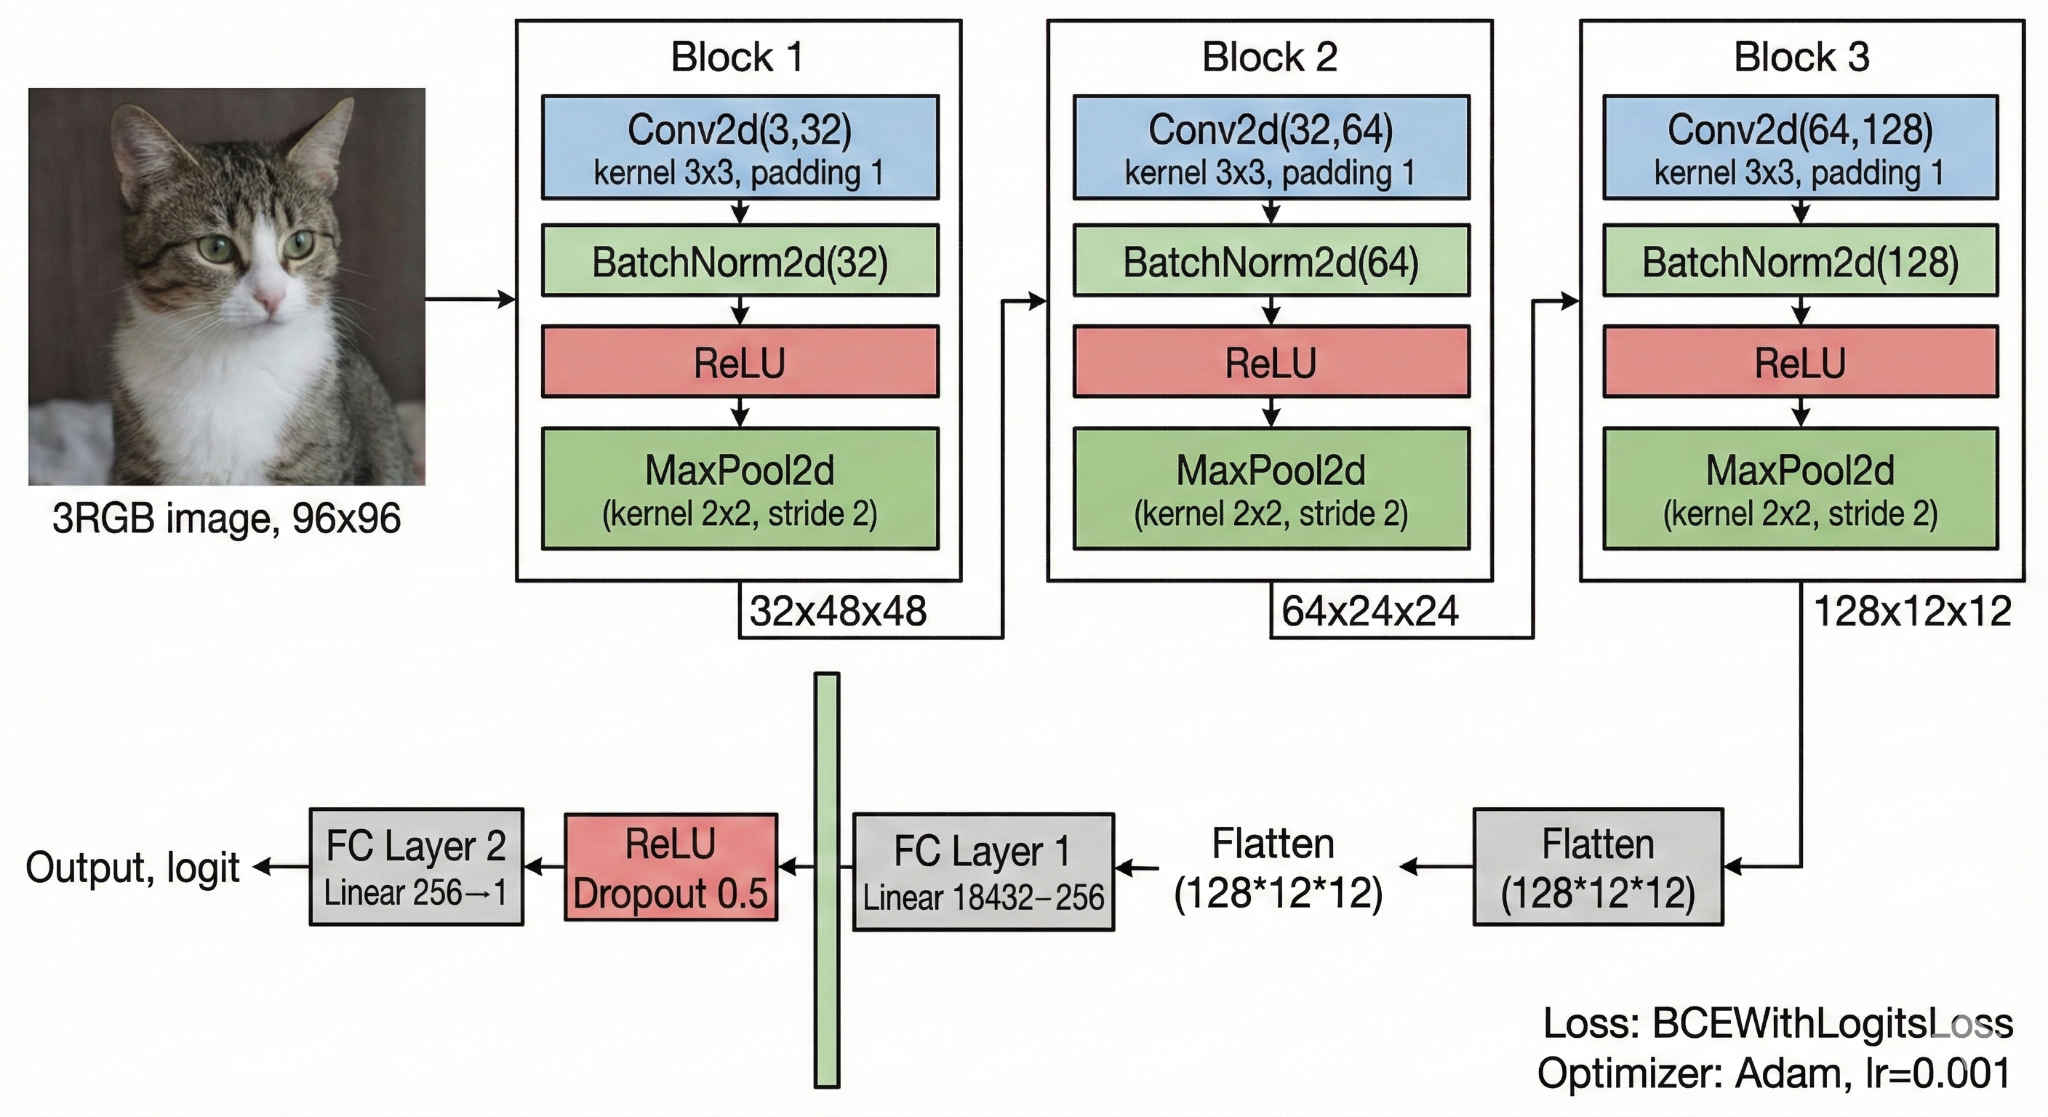 Block 1
Conv2d(3,32)
kernel 3x3, padding 1
BatchNorm2d(32)
ReLU
MaxPool2d
(kernel 2x2, stride 2)
32x48x48
Block 2
Conv2d(32,64)
kernel 3x3, padding 1
BatchNorm2d(64)
ReLU
MaxPool2d
(kernel 2x2, stride 2)
64x24x24
Block 3
Conv2d(64,128)
kernel 3x3, padding 1
BatchNorm2d(128)
ReLU
MaxPool2d
(kernel 2x2, stride 2)
128x12x12
3RGB image, 96x96
Flatten
(128*12*12)
Flatten
(128*12*12)
FC Layer 1
Linear 18432–256
ReLU
Dropout 0.5
FC Layer 2
Linear 256→1
Output, logit
Loss: BCEWithLogitsLoss
Optimizer: Adam, lr=0.001